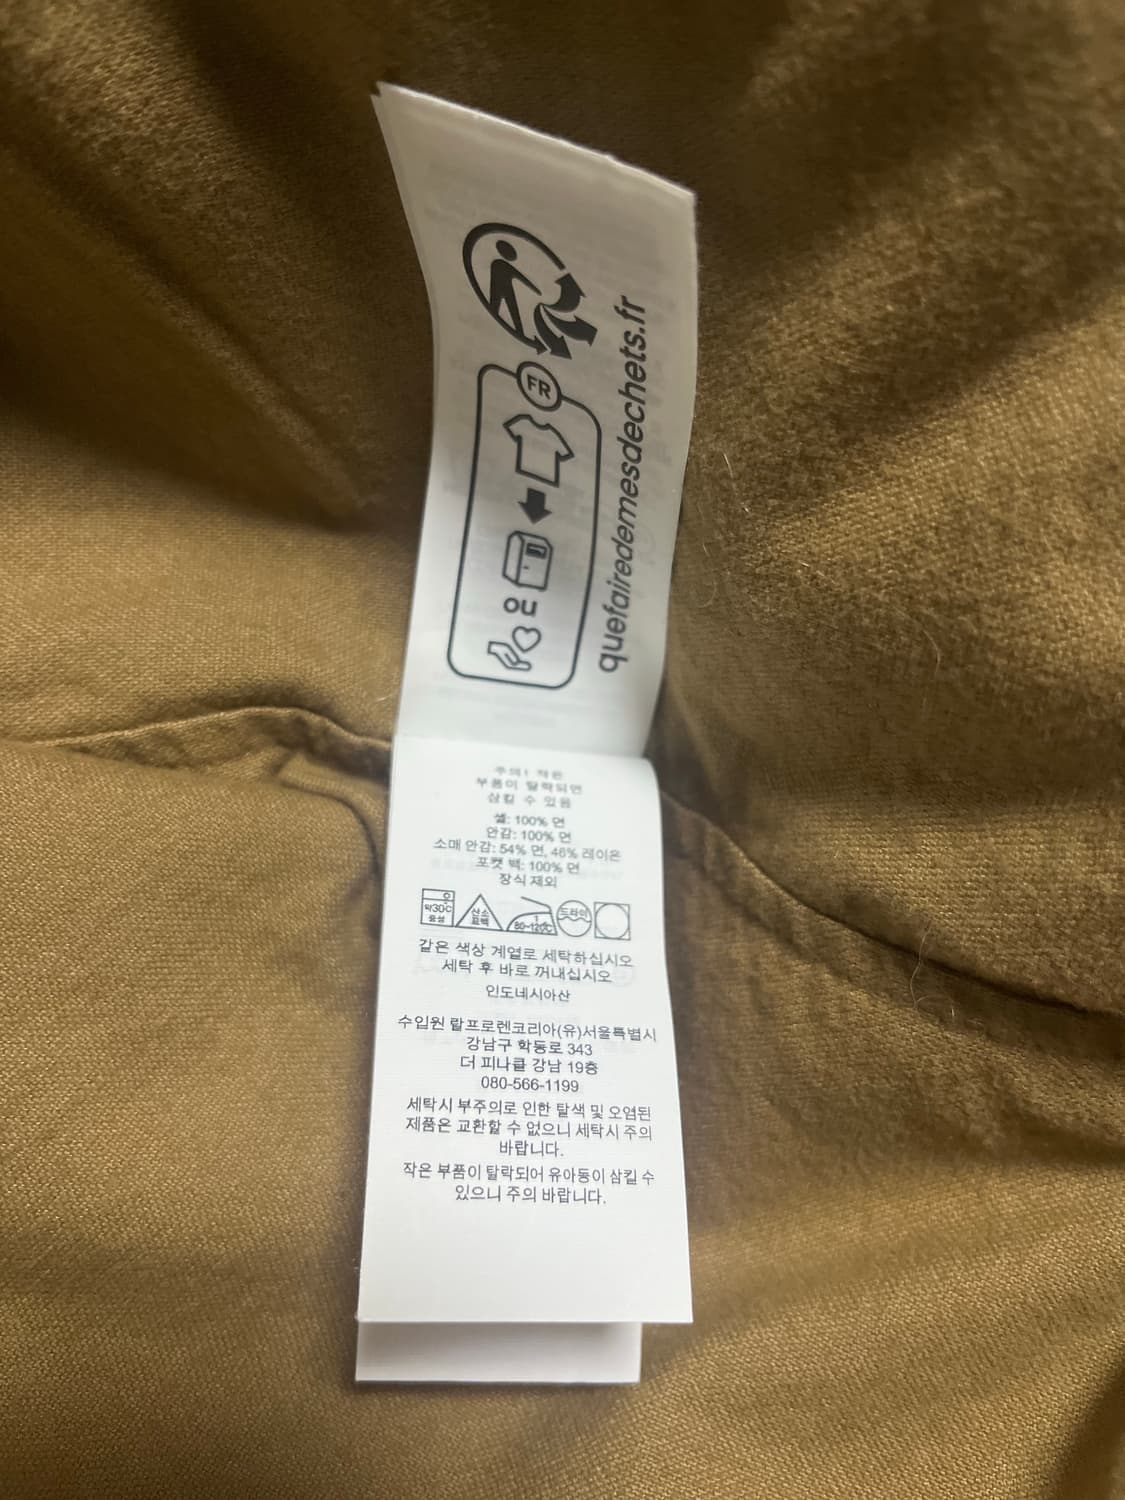 FR
ou
quefairedemesdechets.fr
주의! 작은
부품이 탈락되면
삼킬 수 있음
셸: 100% 면
안감: 100% 면
소매 안감: 54% 면, 46% 레이온
포켓 백: 100% 면
장식 제외
약30℃
중성
산소
표백
1
80~120℃
드라이
같은 색상 계열로 세탁하십시오
세탁 후 바로 꺼내십시오
인도네시아산
수입원 랄프로렌코리아(유)서울특별시
강남구 학동로 343
더 피나클 강남 19층
080-566-1199
세탁시 부주의로 인한 탈색 및 오염된
제품은 교환할 수 없으니 세탁시 주의
바랍니다.
작은 부품이 탈락되어 유아동이 삼킬 수
있으니 주의 바랍니다.